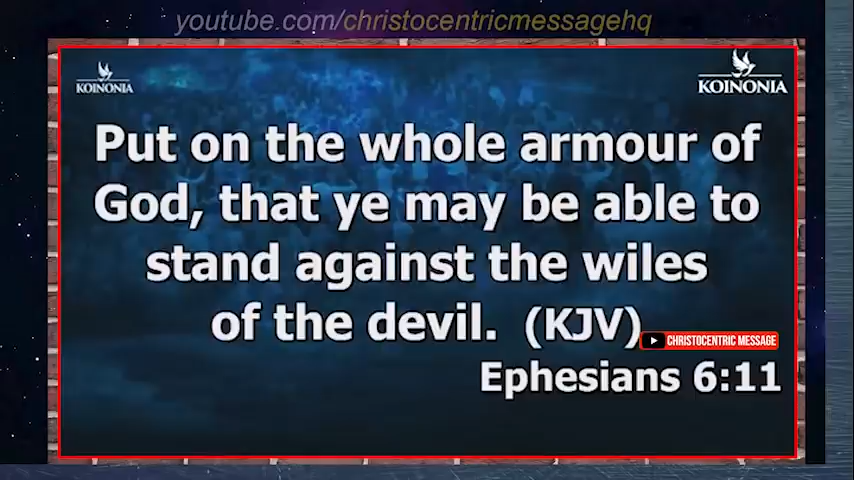 youtube.com/christocentricmessagehq
KOINONIA
KOINONIA
Put on the whole armour of
God, that ye may be able to
stand against the wiles
of the devil. (KJV)
CHRISTOCENTRIC MESSAGE
Ephesians 6:11